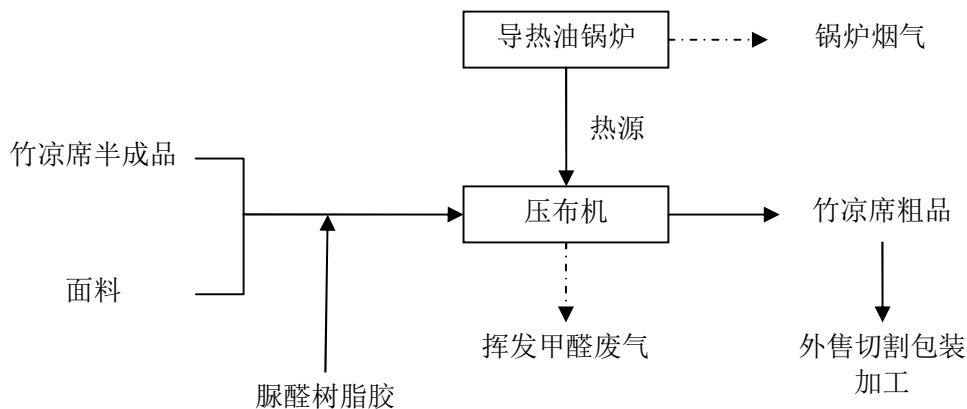 导热油锅炉
锅炉烟气
热源
竹凉席半成品
压布机
竹凉席粗品
面料
挥发甲醛废气
外售切割包装
加工
脲醛树脂胶